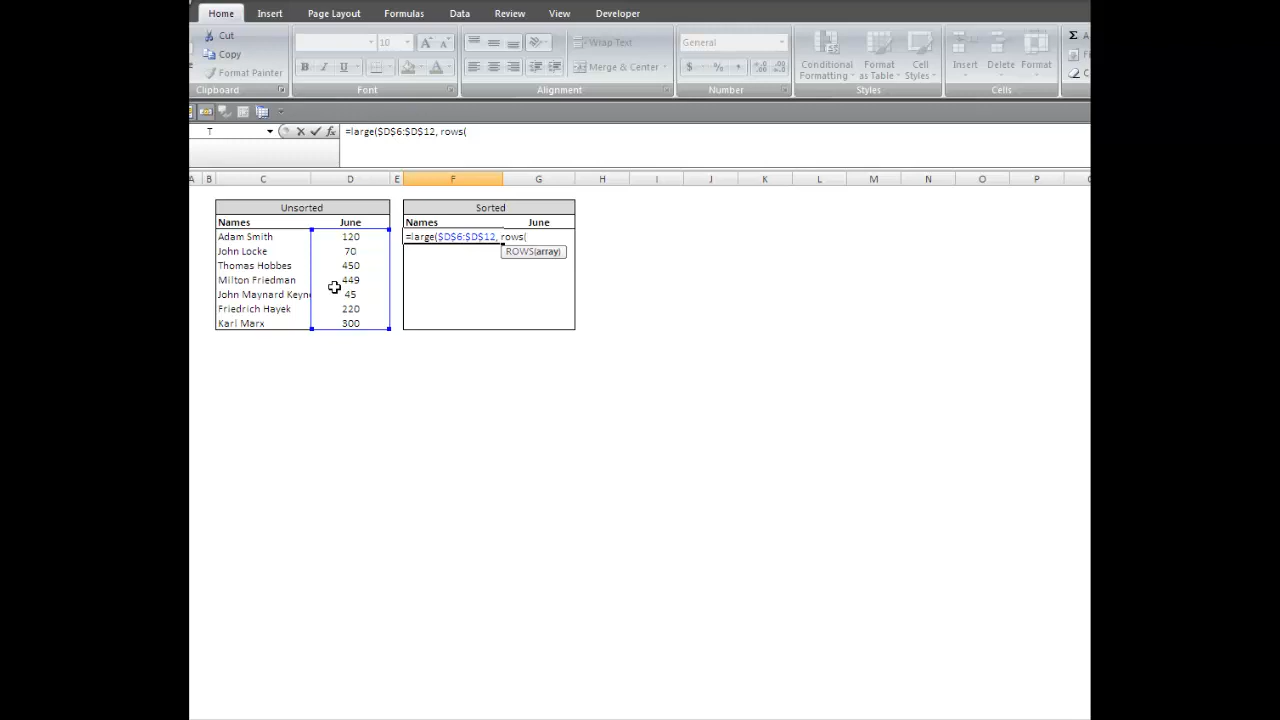 Home Insert Page Layout Formulas Data Review View Developer
Cut
Copy
Format Painter
10 A A
B I U A
Wrap Text
Merge & Center
General
$ % ,
Conditional Formatting
Format as Table
Cell Styles
Insert Delete Format
Σ
Clipboard Font Alignment Number Styles Cells
T fx =large($D$6:$D$12, rows(
A B C D E F G H I J K L M N O P
Unsorted Sorted
Names June Names June
Adam Smith 120 =large($D$6:$D$12, rows(
John Locke 70 ROWS(array)
Thomas Hobbes 450
Milton Friedman 449
John Maynard Keyne 45
Friedrich Hayek 220
Karl Marx 300